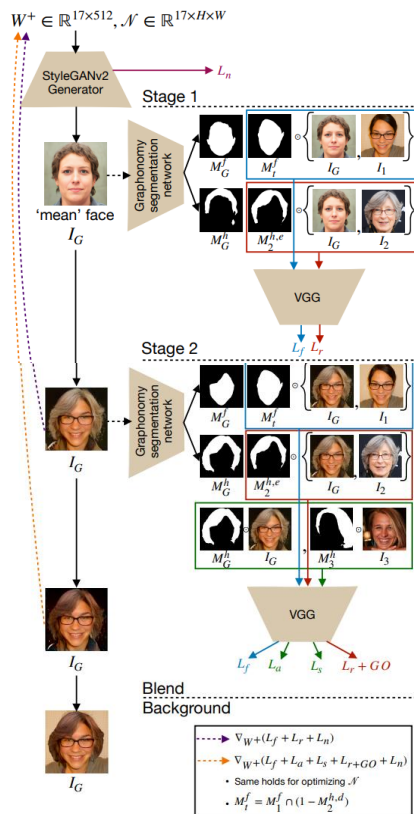 W⁺ ∈ ℝ^{17×512}, 𝒩 ∈ ℝ^{17×H×W}
StyleGANv2
Generator
L_n
Stage 1
'mean' face
I_G
Graphonomy
segmentation
network
M_G^f
M_t^f
⊙ { I_G , I_1 }
M_G^h
M_2^{h,e}
⊙ { I_G , I_2 }
VGG
L_f L_r
Stage 2
I_G
Graphonomy
segmentation
network
M_G^f
M_t^f
⊙ { I_G , I_1 }
M_G^h
M_2^{h,e}
⊙ { I_G , I_2 }
M_G^h ⊙ I_G , M_3^h ⊙ I_3
VGG
I_G
L_f L_a L_s L_r + GO
Blend
Background
I_G
∇_{W+}(L_f + L_r + L_n)
∇_{W+}(L_f + L_a + L_s + L_{r+GO} + L_n)
• Same holds for optimizing 𝒩
• M_t^f = M_1^f ∩ (1 − M_2^{h,d})